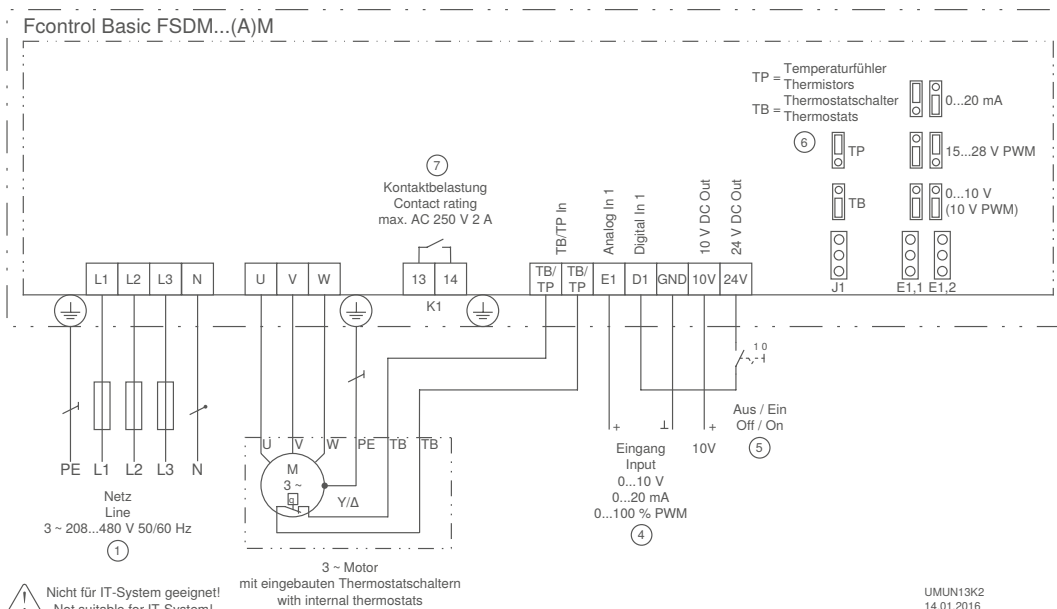 Fcontrol Basic FSDM...(A)M
TP = Temperaturfühler
Thermistors
TB = Thermostatschalter
Thermostats
6
TP
TB
J1
0...20 mA
15...28 V PWM
0...10 V
(10 V PWM)
E1,1 E1,2
7
Kontaktbelastung
Contact rating
max. AC 250 V 2 A
TB/TP In
Analog In 1
Digital In 1
10 V DC Out
24 V DC Out
L1 L2 L3 N
U V W
13 14
K1
TB/TP TB/TP E1 D1 GND 10V 24V
1 0
Aus / Ein
Off / On
5
+ ⊥ +
10V
Eingang
Input
0...10 V
0...20 mA
0...100 % PWM
4
U V W PE TB TB
M
3 ~
Y/Δ
PE L1 L2 L3 N
Netz
Line
3 ~ 208...480 V 50/60 Hz
1
3 ~ Motor
mit eingebauten Thermostatschaltern
with internal thermostats
Nicht für IT-System geeignet!
Not suitable for IT-System!
UMUN13K2
14.01.2016